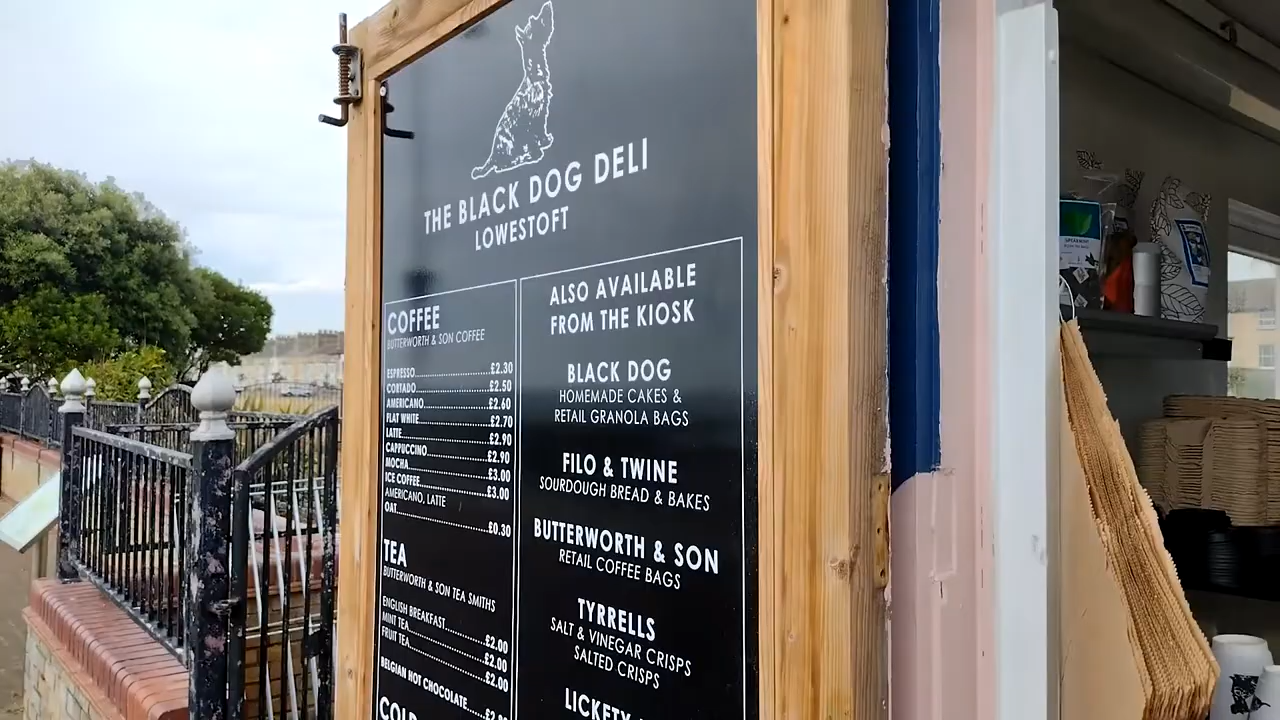 THE BLACK DOG DELI
LOWESTOFT
COFFEE
BUTTERWORTH & SON COFFEE
ESPRESSO.....................£2.30
CORTADO.....................£2.50
AMERICANO.....................£2.60
FLAT WHITE.....................£2.70
LATTE.....................£2.90
CAPPUCCINO.....................£2.90
MOCHA.....................£3.00
ICE COFFEE.....................£3.00
AMERICANO, LATTE
OAT.....................£0.30
TEA
BUTTERWORTH & SON TEA SMITHS
ENGLISH BREAKFAST.....................£2.00
MINT TEA.....................£2.00
FRUIT TEA.....................£2.00
BELGIAN HOT CHOCOLATE
ALSO AVAILABLE
FROM THE KIOSK
BLACK DOG
HOMEMADE CAKES &
RETAIL GRANOLA BAGS
FILO & TWINE
SOURDOUGH BREAD & BAKES
BUTTERWORTH & SON
RETAIL COFFEE BAGS
TYRRELLS
SALT & VINEGAR CRISPS
SALTED CRISPS
SPEARMINT